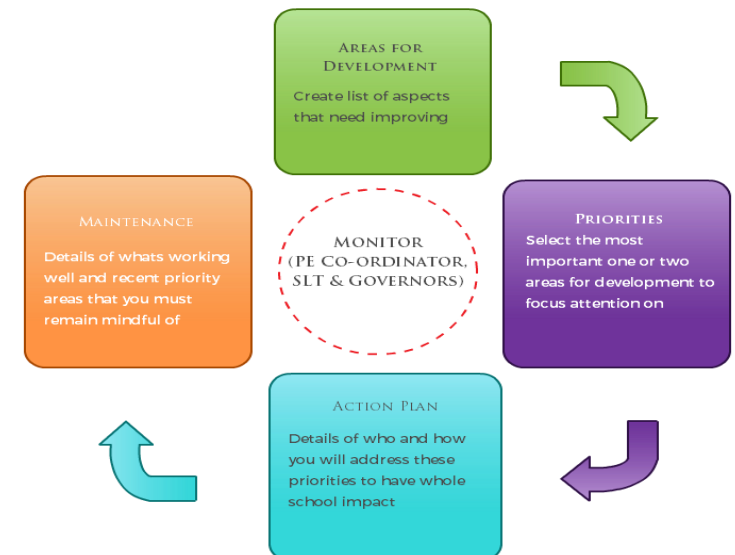 AREAS FOR
DEVELOPMENT
Create list of aspects
that need improving
PRIORITIES
Select the most
important one or two
areas for development to
focus attention on
ACTION PLAN
Details of who and how
you will address these
priorities to have whole
school impact
MAINTENANCE
Details of whats working
well and recent priority
areas that you must
remain mindful of
MONITOR
(PE CO-ORDINATOR,
SLT & GOVERNORS)